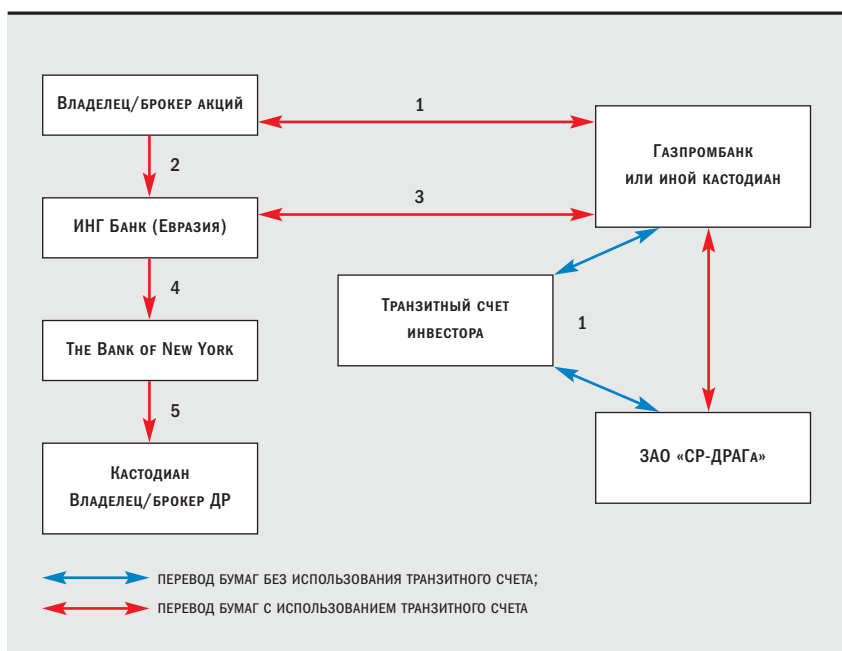 Владелец/брокер акций
1
Газпромбанк
или иной кастодиан
2
ИНГ Банк (Евразия)
3
4
Транзитный счет
инвестора
1
The Bank of New York
5
Кастодиан
Владелец/брокер ДР
ЗАО «СР-ДРАГа»
перевод бумаг без использования транзитного счета;
перевод бумаг с использованием транзитного счета